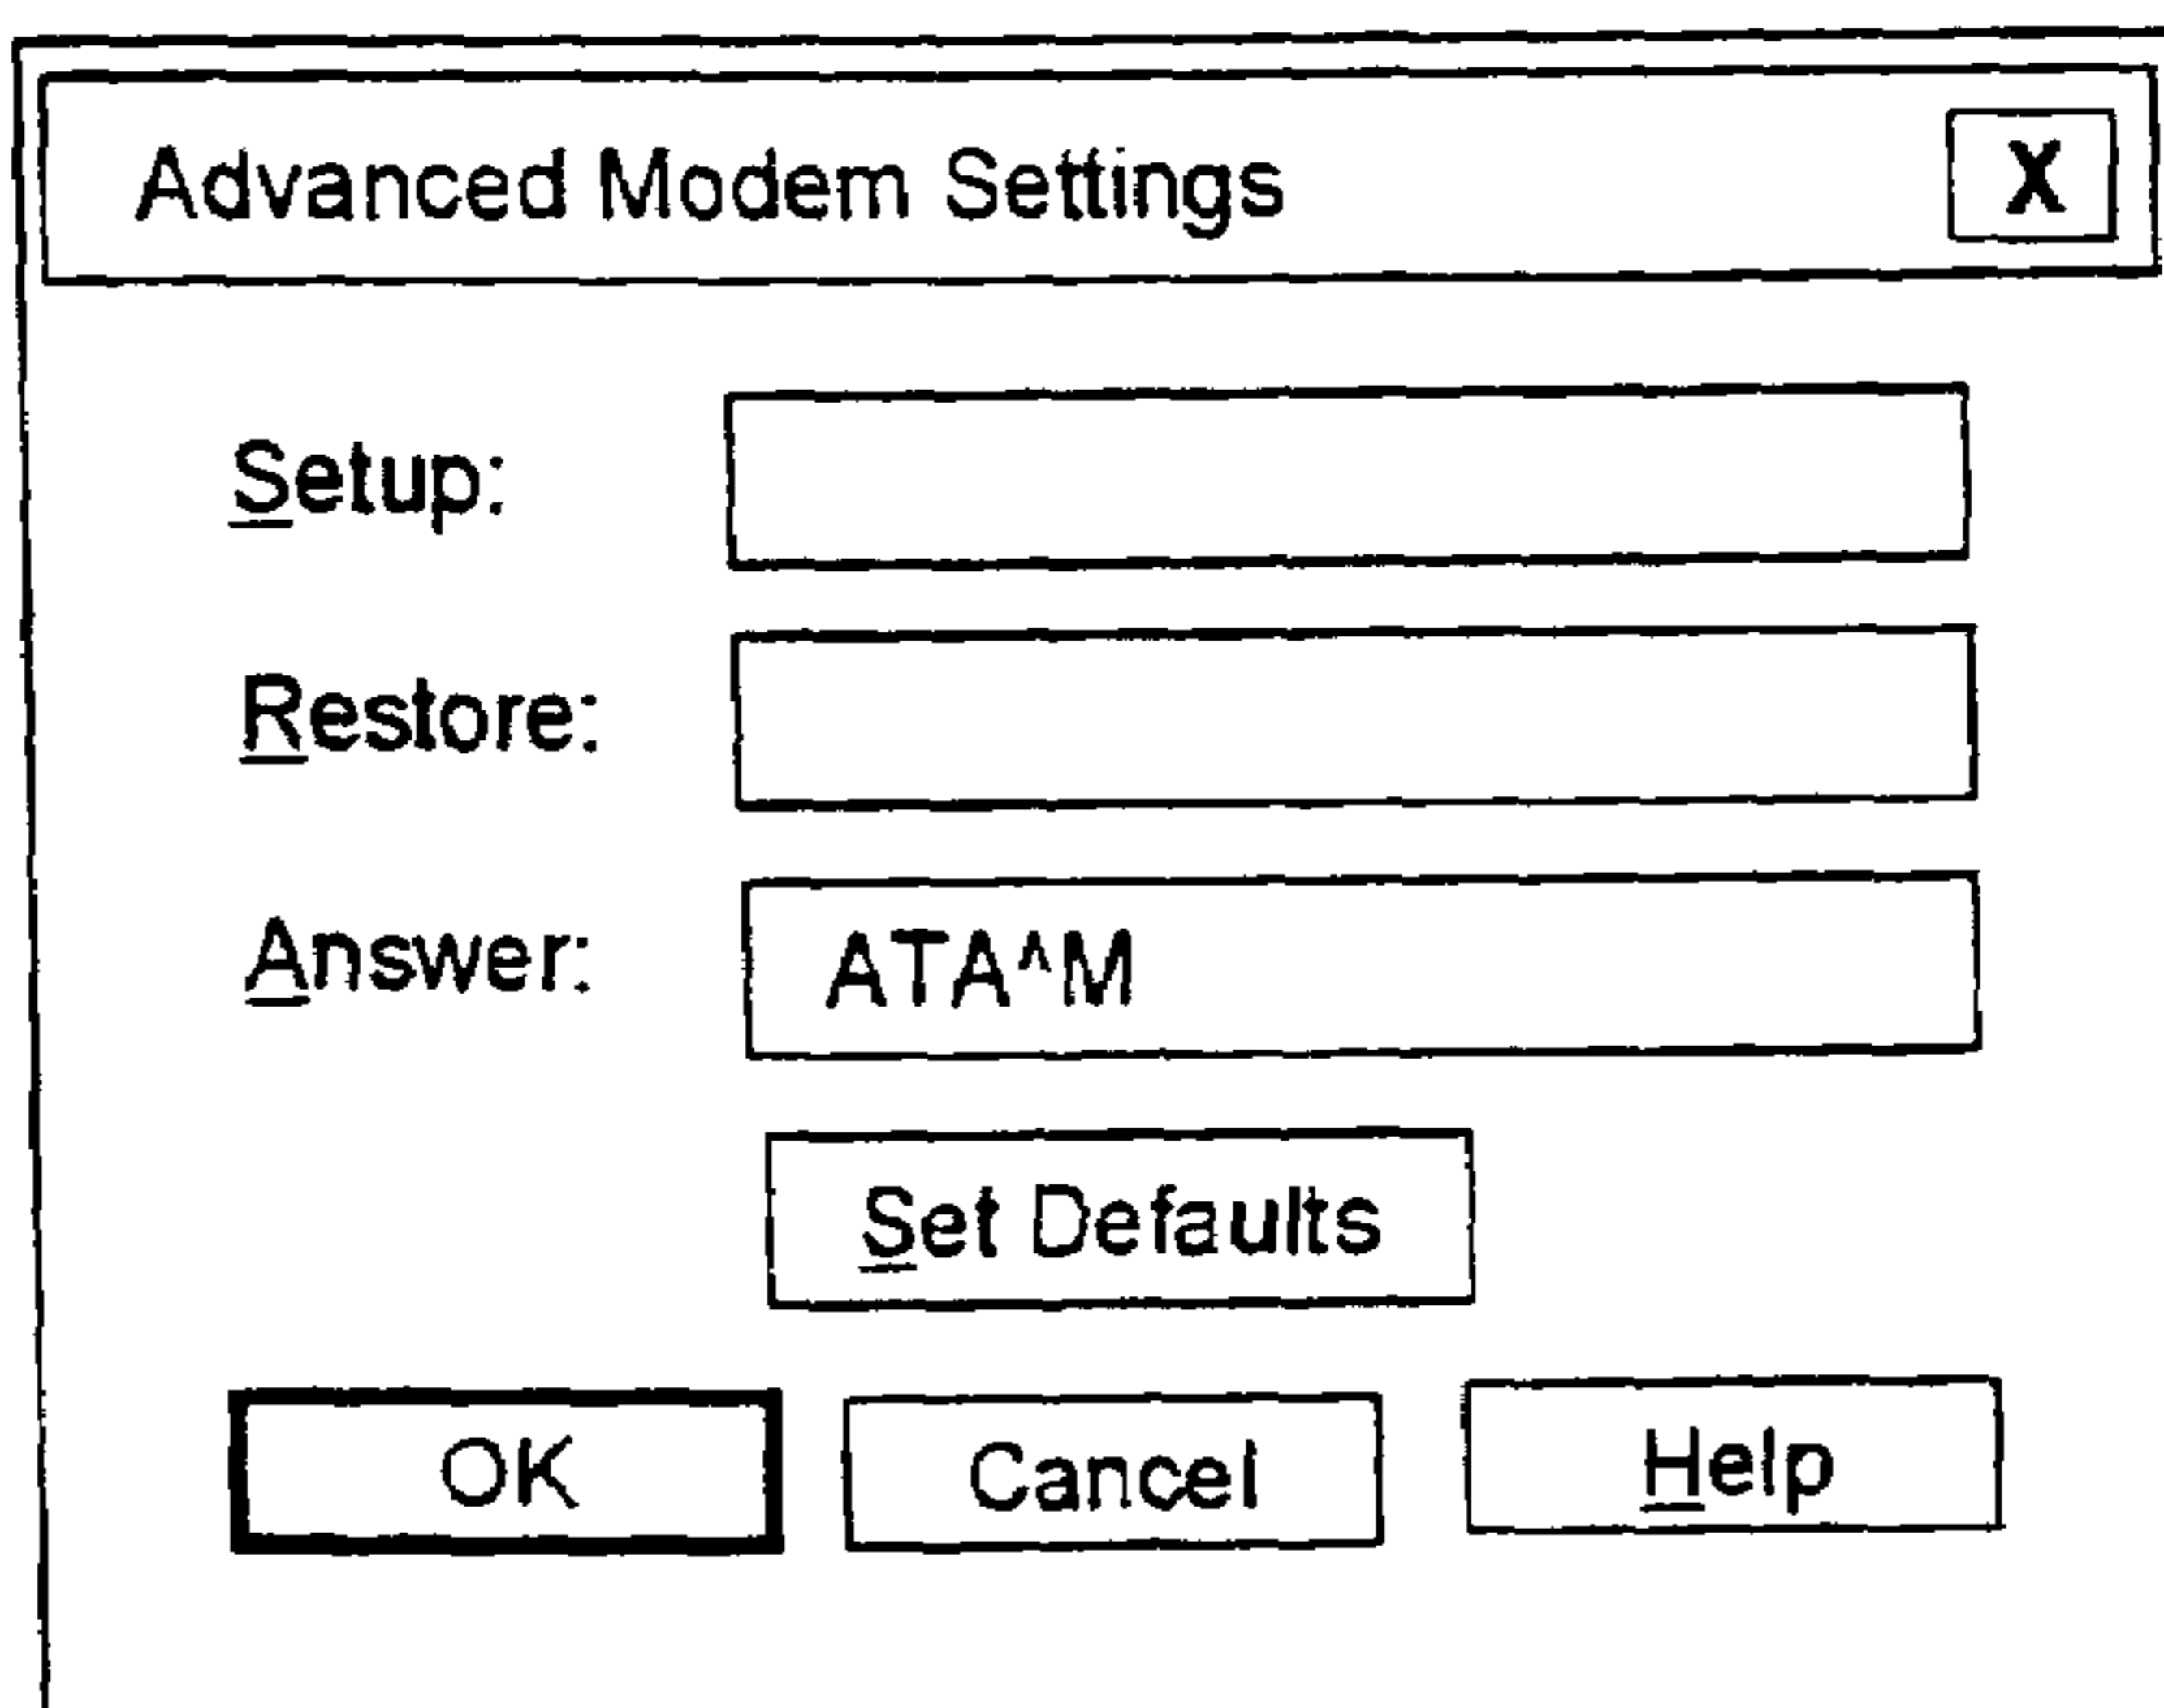 Advanced Modem Settings X
Setup:
Restore:
Answer: ATA^M
Set Defaults
OK Cancel Help